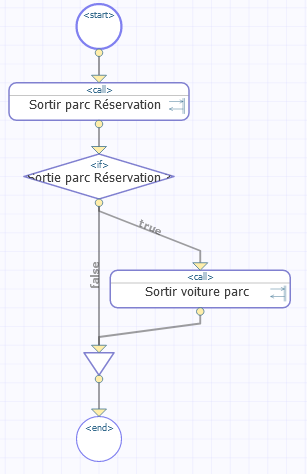 <start>
<call>
Sortir parc Réservation
<if>
Sortie parc Réservation
true
false
<call>
Sortir voiture parc
<end>